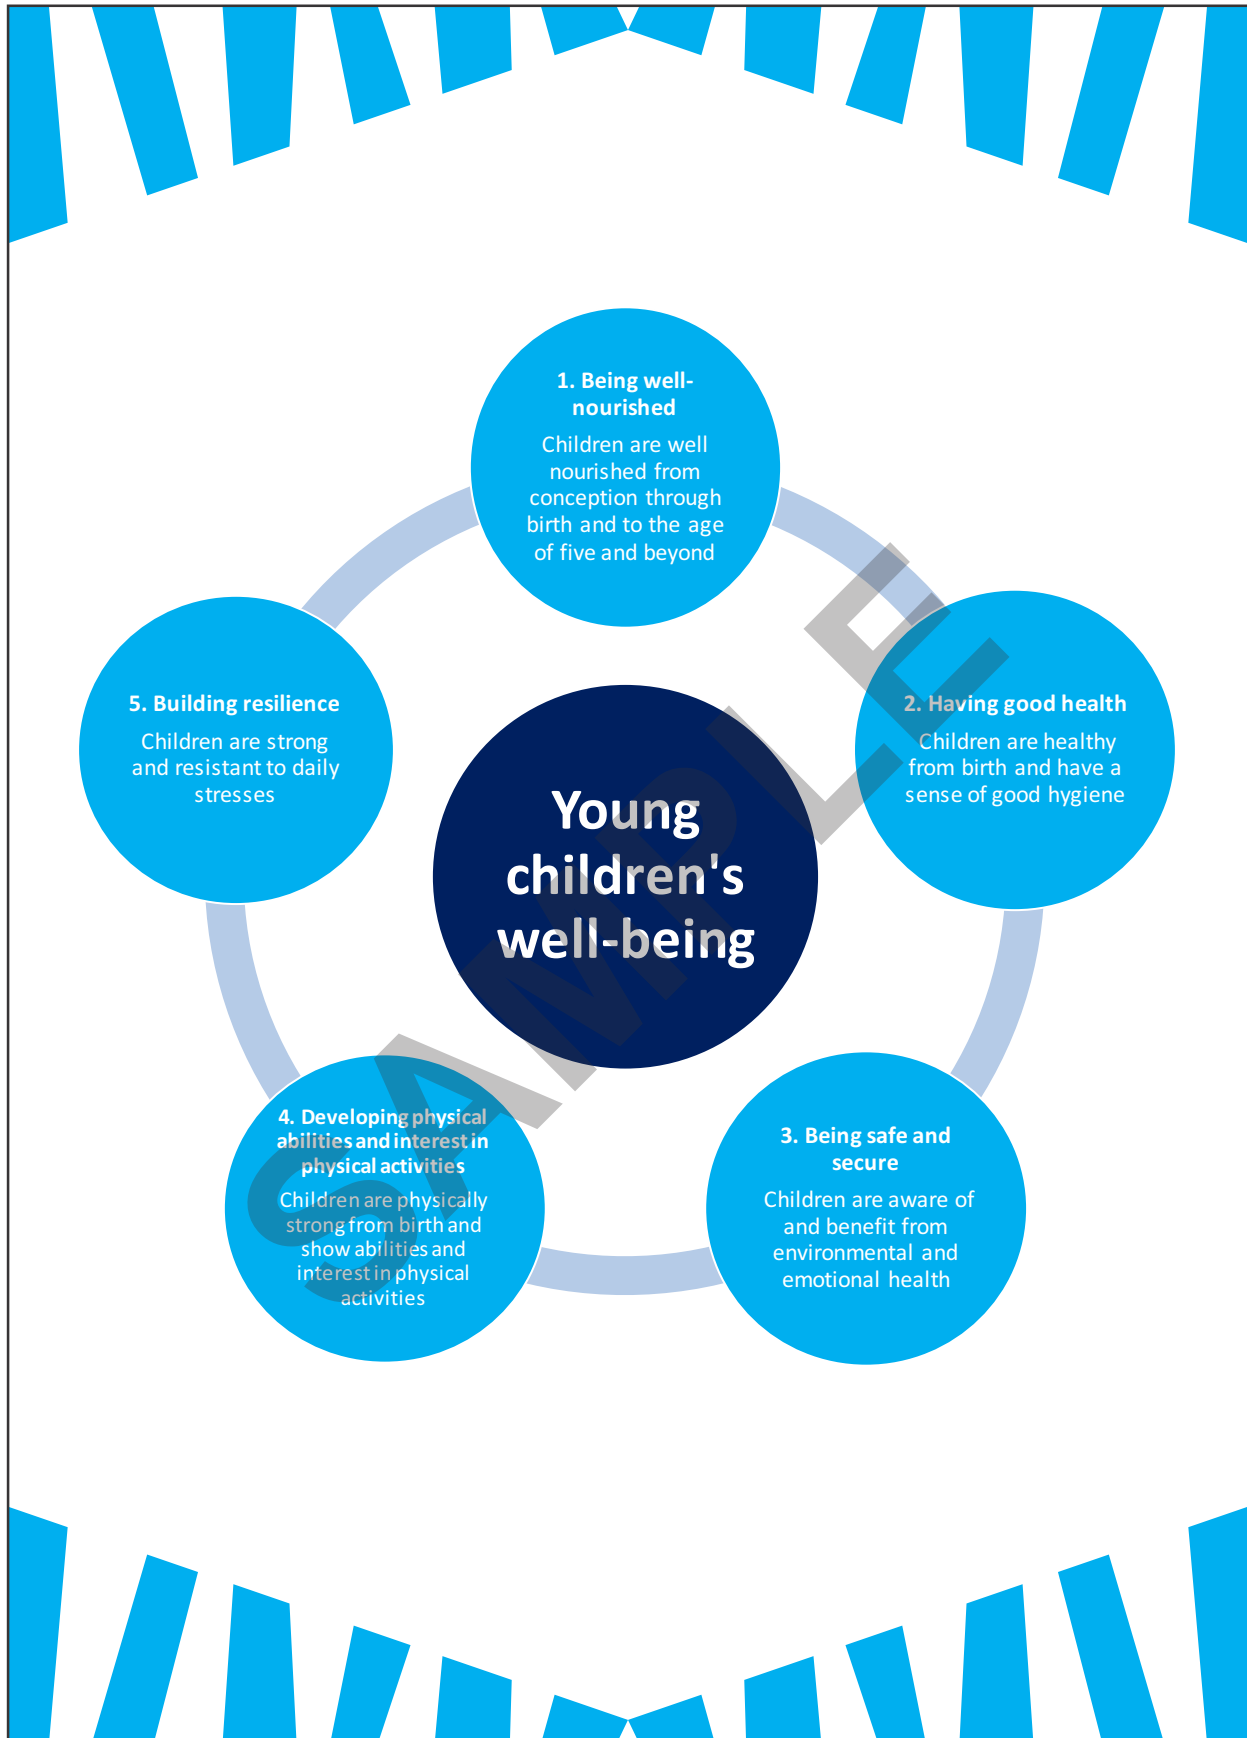 1. Being well-
nourished
Children are well
nourished from
conception through
birth and to the age
of five and beyond
2. Having good health
Children are healthy
from birth and have a
sense of good hygiene
3. Being safe and
secure
Children are aware of
and benefit from
environmental and
emotional health
4. Developing physical
abilities and interest in
physical activities
Children are physically
strong from birth and
show abilities and
interest in physical
activities
5. Building resilience
Children are strong
and resistant to daily
stresses
Young
children's
well-being
SAMPLE